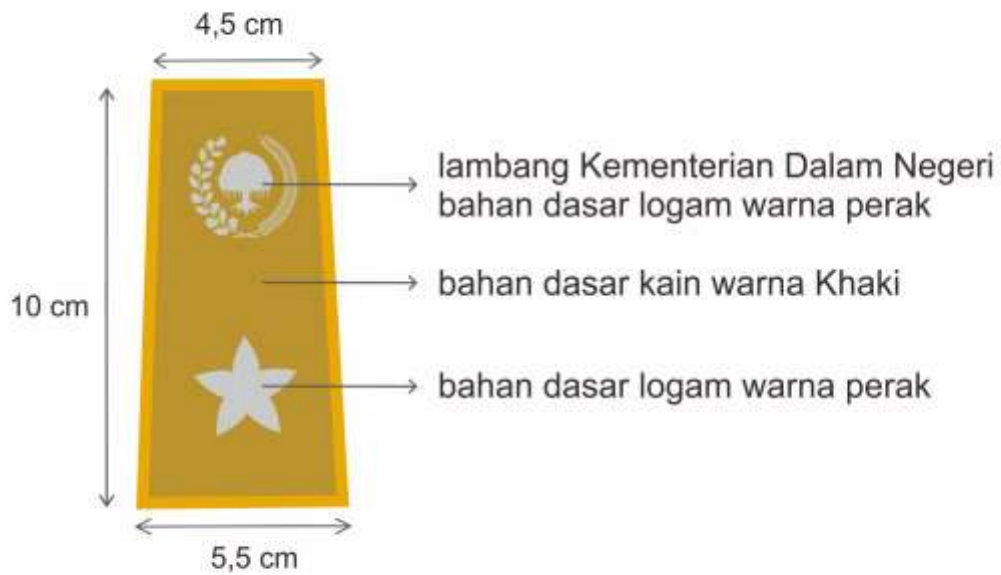 4,5 cm
lambang Kementerian Dalam Negeri
bahan dasar logam warna perak
bahan dasar kain warna Khaki
10 cm
bahan dasar logam warna perak
5,5 cm